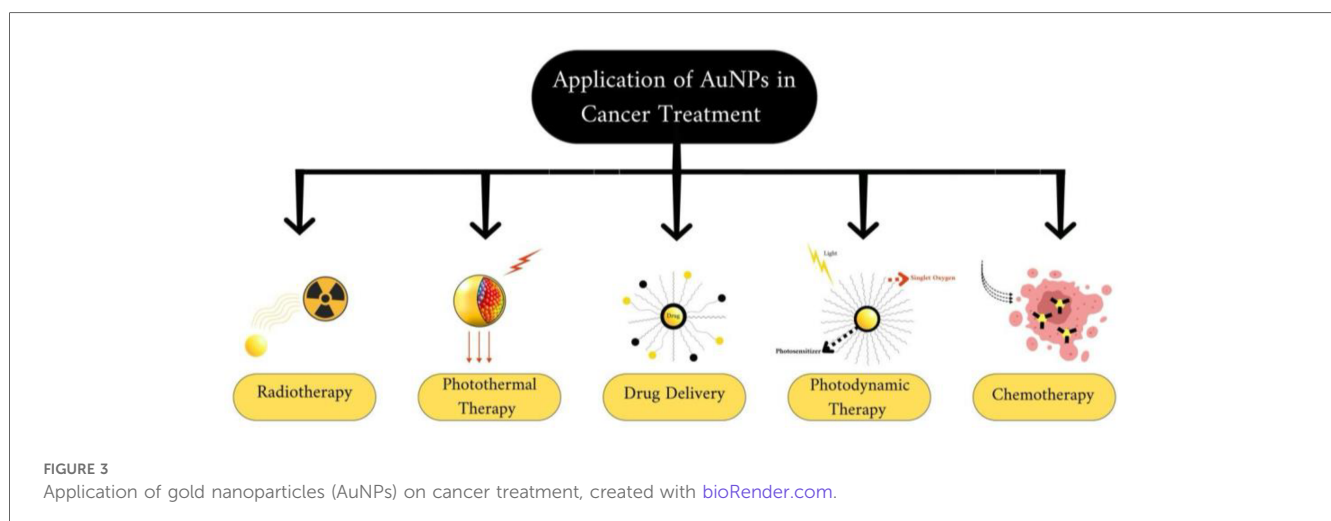 Application of AuNPs in
Cancer Treatment
Light
Singlet Oxygen
Drug
Photosensitizer
Radiotherapy
Photothermal
Therapy
Drug Delivery
Photodynamic
Therapy
Chemotherapy
FIGURE 3
Application of gold nanoparticles (AuNPs) on cancer treatment, created with bioRender.com.